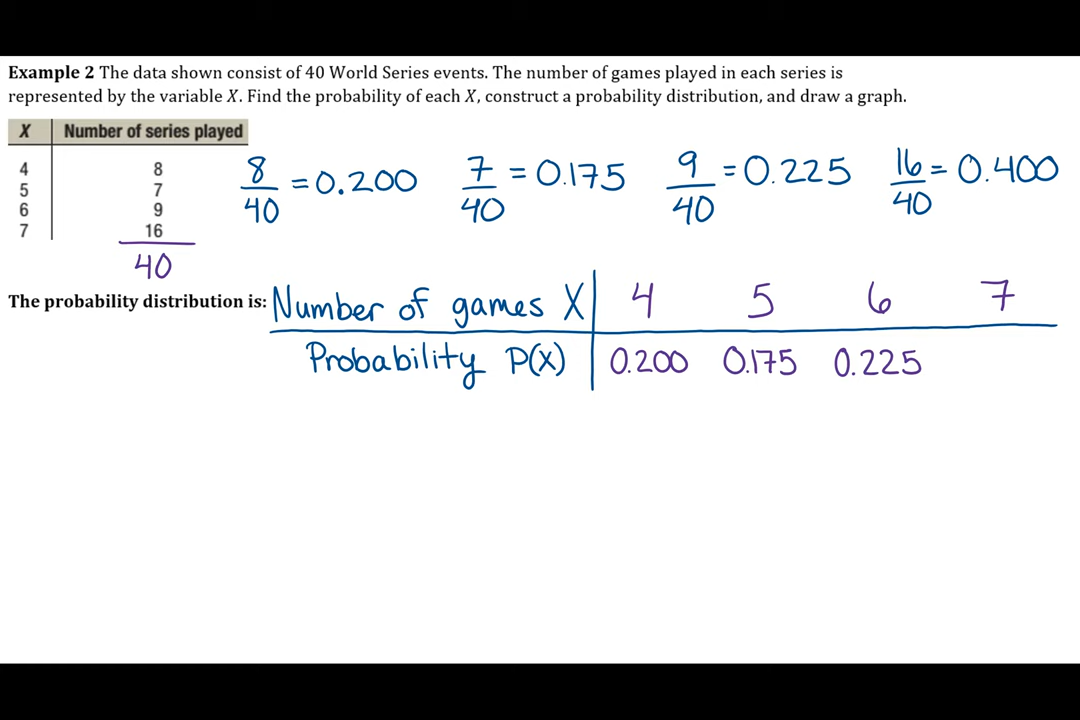 Example 2 The data shown consist of 40 World Series events. The number of games played in each series is
represented by the variable X. Find the probability of each X, construct a probability distribution, and draw a graph.
X Number of series played
4 8
5 7
6 9
7 16
40
8/40 = 0.200 7/40 = 0.175 9/40 = 0.225 16/40 = 0.400
The probability distribution is: Number of games X 4 5 6 7
Probability P(X) 0.200 0.175 0.225